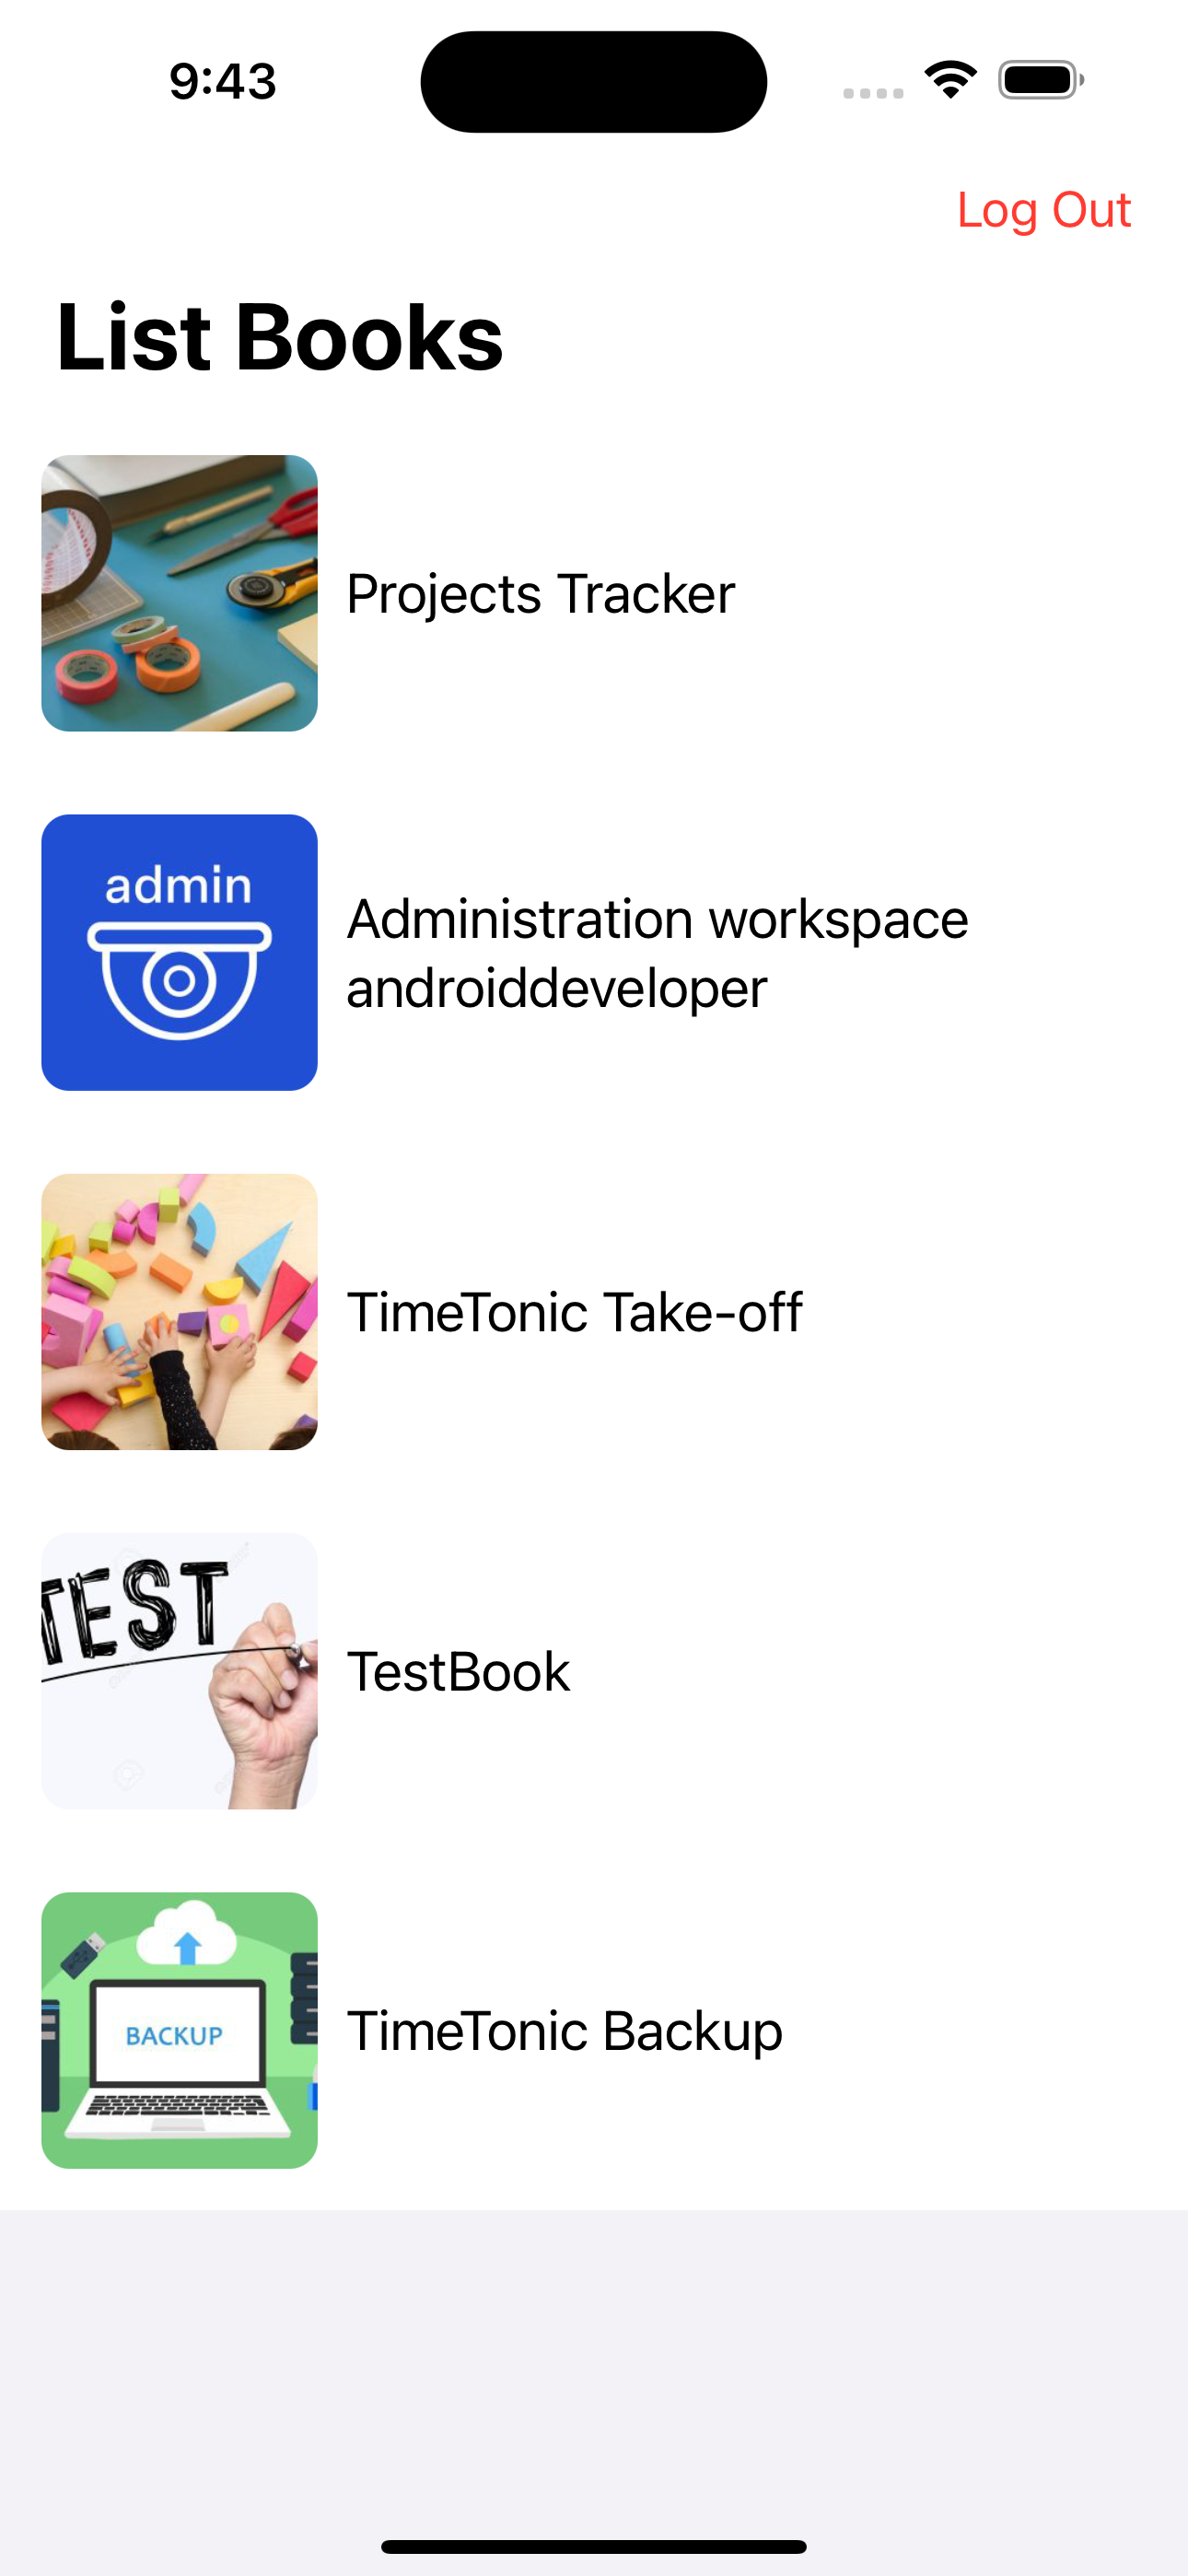 9:43
Log Out
List Books
Projects Tracker
admin
Administration workspace
androiddeveloper
TimeTonic Take-off
TEST
TestBook
BACKUP
TimeTonic Backup